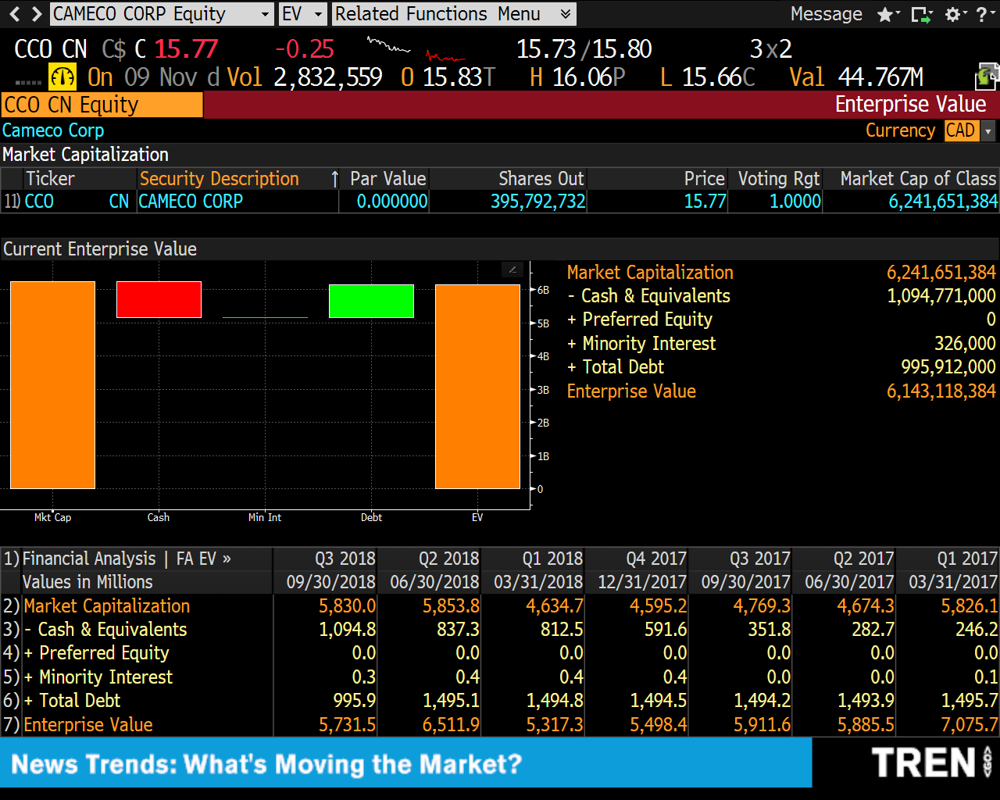 CAMECO CORP Equity EV Related Functions Menu Message
CCO CN C$ C 15.77 -0.25 15.73 /15.80 3x2
On 09 Nov d Vol 2,832,559 O 15.83T H 16.06P L 15.66C Val 44.767M
CCO CN Equity Enterprise Value
Cameco Corp Currency CAD
Market Capitalization
Ticker Security Description ↑ Par Value Shares Out Price Voting Rgt Market Cap of Class
11) CCO CN CAMECO CORP 0.000000 395,792,732 15.77 1.0000 6,241,651,384
Current Enterprise Value
Market Capitalization 6,241,651,384
- Cash & Equivalents 1,094,771,000
+ Preferred Equity 0
+ Minority Interest 326,000
+ Total Debt 995,912,000
Enterprise Value 6,143,118,384
6B
5B
4B
3B
2B
1B
0
Mkt Cap Cash Min Int Debt EV
1) Financial Analysis | FA EV » Q3 2018 Q2 2018 Q1 2018 Q4 2017 Q3 2017 Q2 2017 Q1 2017
Values in Millions 09/30/2018 06/30/2018 03/31/2018 12/31/2017 09/30/2017 06/30/2017 03/31/2017
2) Market Capitalization 5,830.0 5,853.8 4,634.7 4,595.2 4,769.3 4,674.3 5,826.1
3) - Cash & Equivalents 1,094.8 837.3 812.5 591.6 351.8 282.7 246.2
4) + Preferred Equity 0.0 0.0 0.0 0.0 0.0 0.0 0.0
5) + Minority Interest 0.3 0.4 0.4 0.4 0.0 0.0 0.1
6) + Total Debt 995.9 1,495.1 1,494.8 1,494.5 1,494.2 1,493.9 1,495.7
7) Enterprise Value 5,731.5 6,511.9 5,317.3 5,498.4 5,911.6 5,885.5 7,075.7
News Trends: What's Moving the Market? TREN